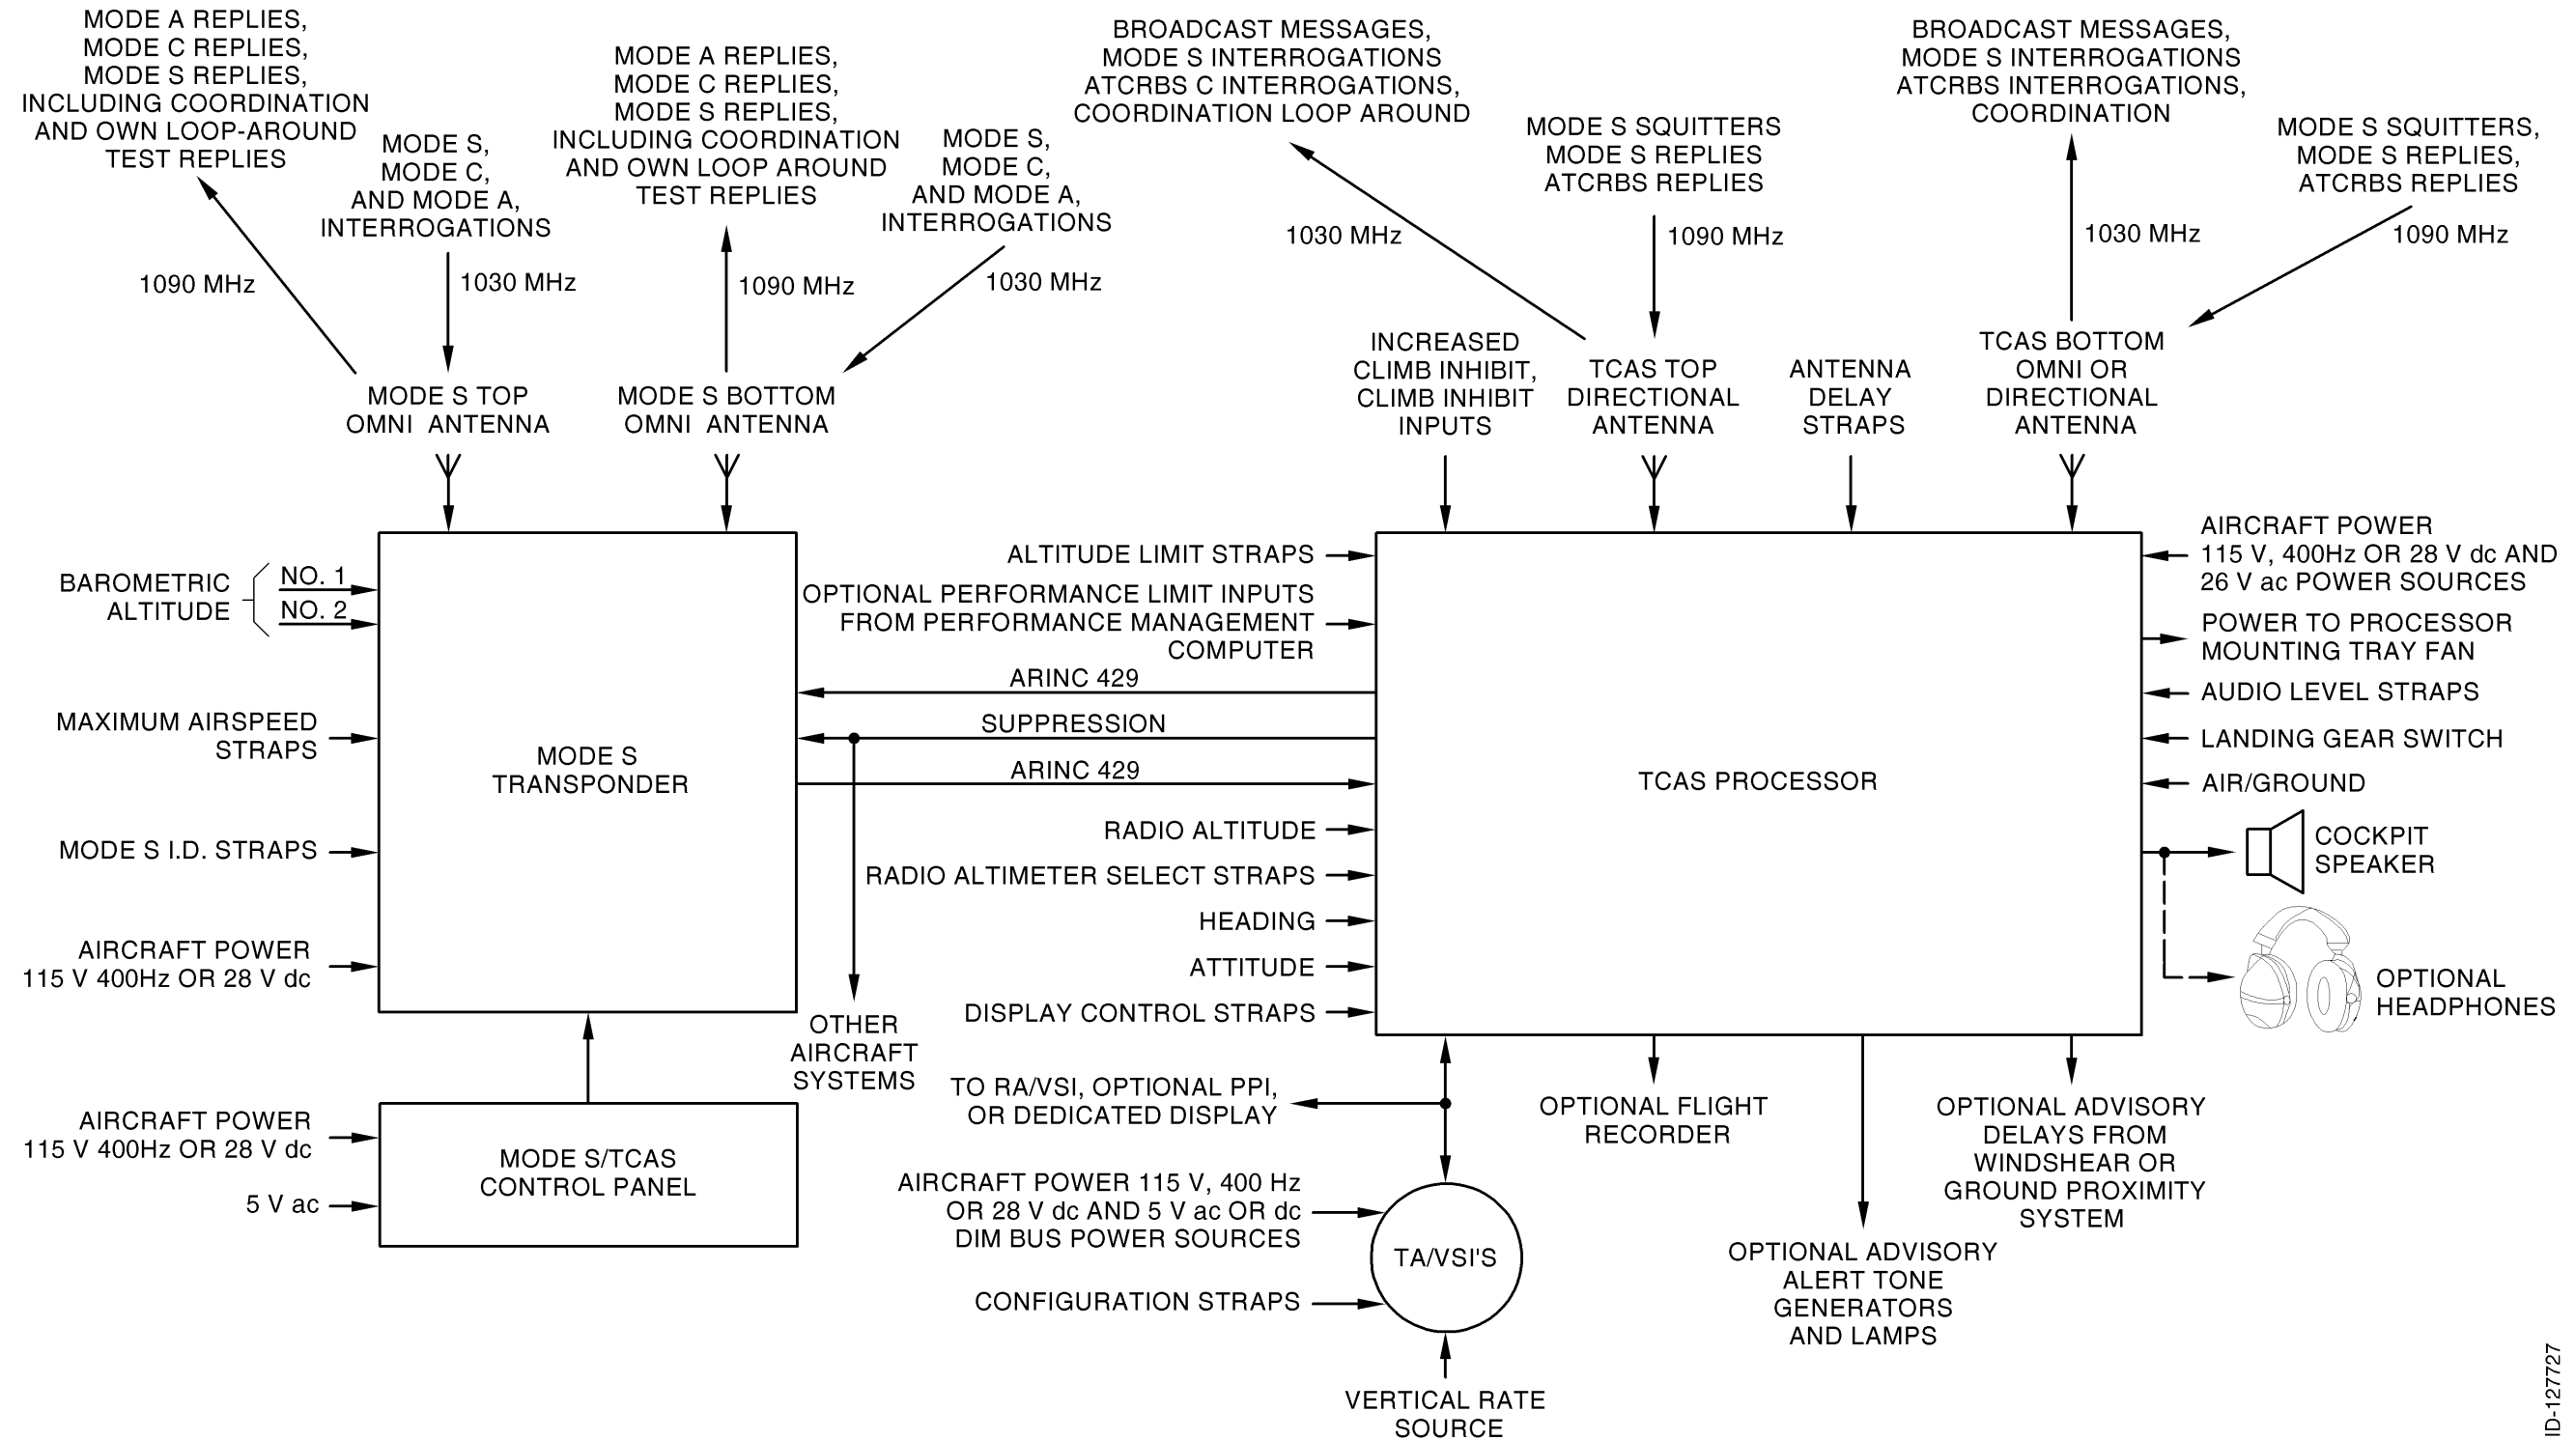 MODE A REPLIES,
MODE C REPLIES,
MODE S REPLIES,
INCLUDING COORDINATION
AND OWN LOOP-AROUND
TEST REPLIES
1090 MHz
MODE S,
MODE C,
AND MODE A,
INTERROGATIONS
1030 MHz
MODE S TOP
OMNI ANTENNA
MODE A REPLIES,
MODE C REPLIES,
MODE S REPLIES,
INCLUDING COORDINATION
AND OWN LOOP AROUND
TEST REPLIES
1090 MHz
MODE S,
MODE C,
AND MODE A,
INTERROGATIONS
1030 MHz
MODE S BOTTOM
OMNI ANTENNA
BROADCAST MESSAGES,
MODE S INTERROGATIONS
ATCRBS C INTERROGATIONS,
COORDINATION LOOP AROUND
1030 MHz
MODE S SQUITTERS
MODE S REPLIES
ATCRBS REPLIES
1090 MHz
INCREASED
CLIMB INHIBIT,
CLIMB INHIBIT
INPUTS
TCAS TOP
DIRECTIONAL
ANTENNA
ANTENNA
DELAY
STRAPS
BROADCAST MESSAGES,
MODE S INTERROGATIONS
ATCRBS INTERROGATIONS,
COORDINATION
1030 MHz
MODE S SQUITTERS,
MODE S REPLIES,
ATCRBS REPLIES
1090 MHz
TCAS BOTTOM
OMNI OR
DIRECTIONAL
ANTENNA
BAROMETRIC
ALTITUDE
NO. 1
NO. 2
MAXIMUM AIRSPEED
STRAPS
MODE S I.D. STRAPS
AIRCRAFT POWER
115 V 400Hz OR 28 V dc
MODE S
TRANSPONDER
AIRCRAFT POWER
115 V 400Hz OR 28 V dc
5 V ac
MODE S/TCAS
CONTROL PANEL
ALTITUDE LIMIT STRAPS
OPTIONAL PERFORMANCE LIMIT INPUTS
FROM PERFORMANCE MANAGEMENT
COMPUTER
ARINC 429
SUPPRESSION
ARINC 429
RADIO ALTITUDE
RADIO ALTIMETER SELECT STRAPS
HEADING
ATTITUDE
DISPLAY CONTROL STRAPS
OTHER
AIRCRAFT
SYSTEMS
TCAS PROCESSOR
AIRCRAFT POWER
115 V, 400Hz OR 28 V dc AND
26 V ac POWER SOURCES
POWER TO PROCESSOR
MOUNTING TRAY FAN
AUDIO LEVEL STRAPS
LANDING GEAR SWITCH
AIR/GROUND
COCKPIT
SPEAKER
OPTIONAL
HEADPHONES
TO RA/VSI, OPTIONAL PPI,
OR DEDICATED DISPLAY
AIRCRAFT POWER 115 V, 400 Hz
OR 28 V dc AND 5 V ac OR dc
DIM BUS POWER SOURCES
CONFIGURATION STRAPS
TA/VSI'S
VERTICAL RATE
SOURCE
OPTIONAL FLIGHT
RECORDER
OPTIONAL ADVISORY
ALERT TONE
GENERATORS
AND LAMPS
OPTIONAL ADVISORY
DELAYS FROM
WINDSHEAR OR
GROUND PROXIMITY
SYSTEM
ID-127727